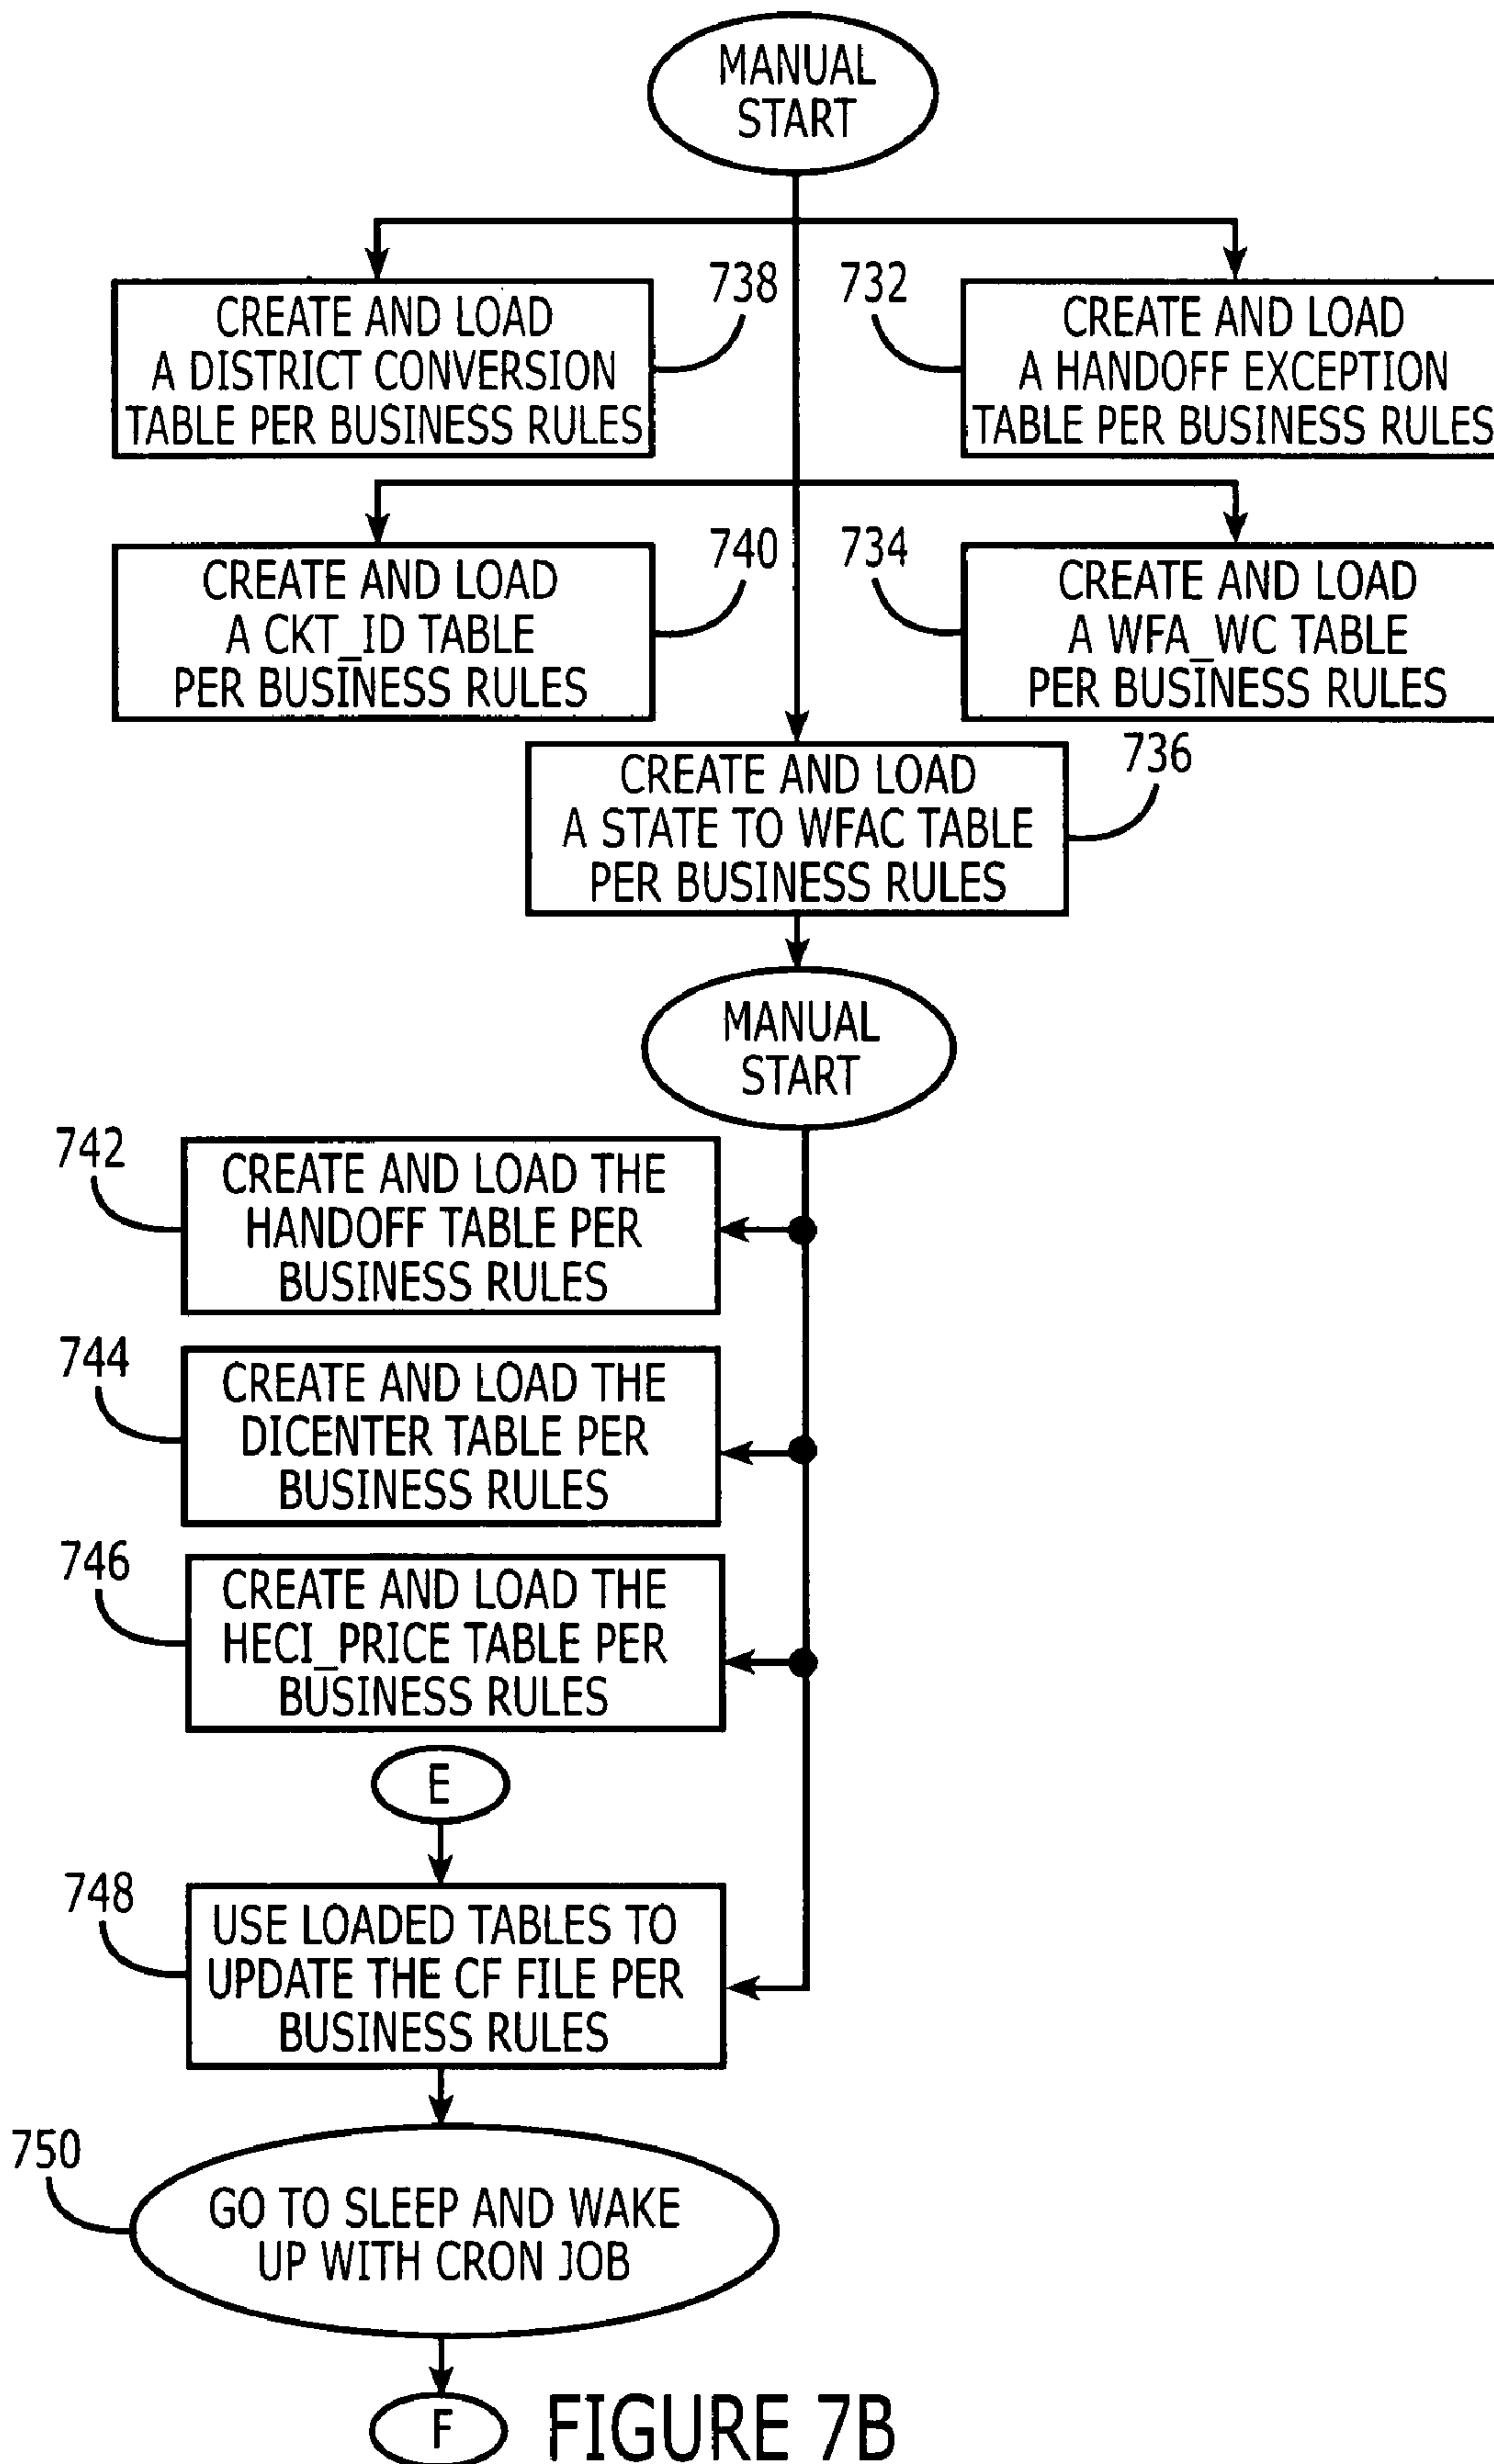 MANUAL
START
738
732
CREATE AND LOAD
A DISTRICT CONVERSION
TABLE PER BUSINESS RULES
CREATE AND LOAD
A HANDOFF EXCEPTION
TABLE PER BUSINESS RULES
740
734
CREATE AND LOAD
A CKT_ID TABLE
PER BUSINESS RULES
CREATE AND LOAD
A WFA_WC TABLE
PER BUSINESS RULES
736
CREATE AND LOAD
A STATE TO WFAC TABLE
PER BUSINESS RULES
MANUAL
START
742
CREATE AND LOAD THE
HANDOFF TABLE PER
BUSINESS RULES
744
CREATE AND LOAD THE
DICENTER TABLE PER
BUSINESS RULES
746
CREATE AND LOAD THE
HECI_PRICE TABLE PER
BUSINESS RULES
E
748
USE LOADED TABLES TO
UPDATE THE CF FILE PER
BUSINESS RULES
750
GO TO SLEEP AND WAKE
UP WITH CRON JOB
F
FIGURE 7B